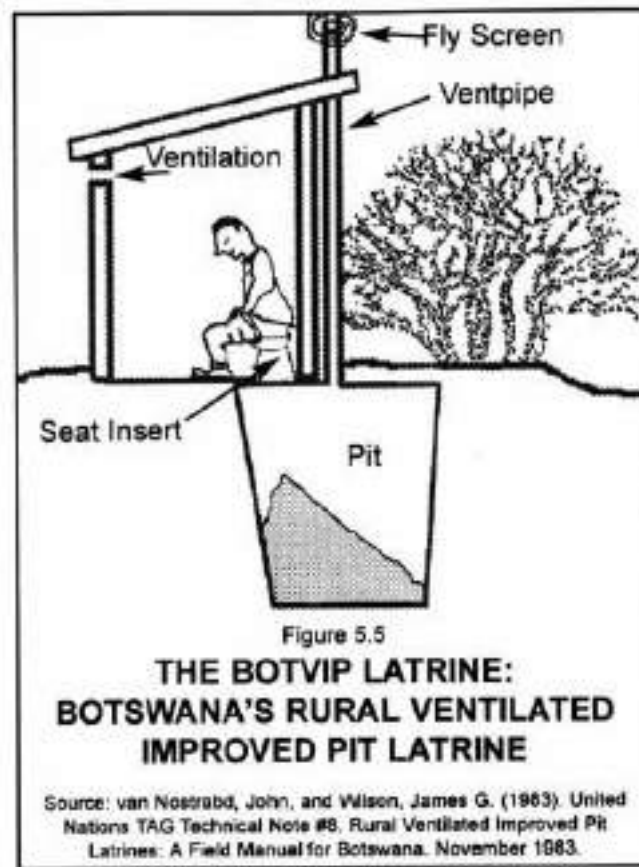 Fly Screen
Ventpipe
Ventilation
Seat Insert
Pit
Figure 5.5
THE BOTVIP LATRINE:
BOTSWANA'S RURAL VENTILATED
IMPROVED PIT LATRINE
Source: van Nostrabd, John, and Wilson, James G. (1983). United
Nations TAG Technical Note #8. Rural Ventilated Improved Pit
Latrines: A Field Manual for Botswana. November 1983.